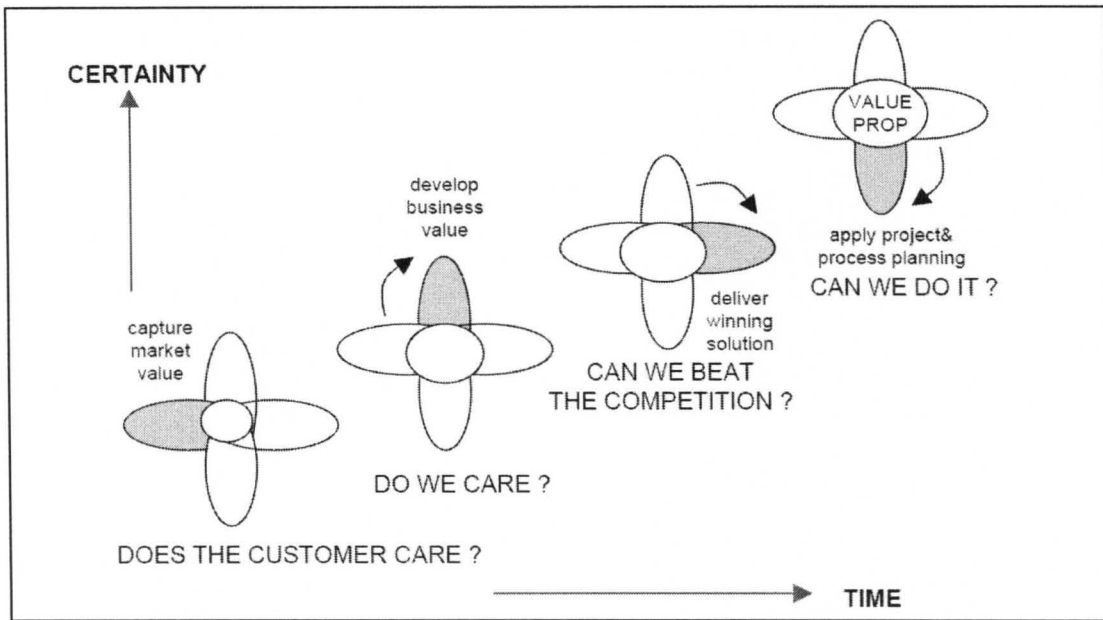 CERTAINTY
VALUE
PROP
develop
business
value
apply project&
process planning
CAN WE DO IT ?
deliver
winning
solution
capture
market
value
CAN WE BEAT
THE COMPETITION ?
DO WE CARE ?
DOES THE CUSTOMER CARE ?
TIME